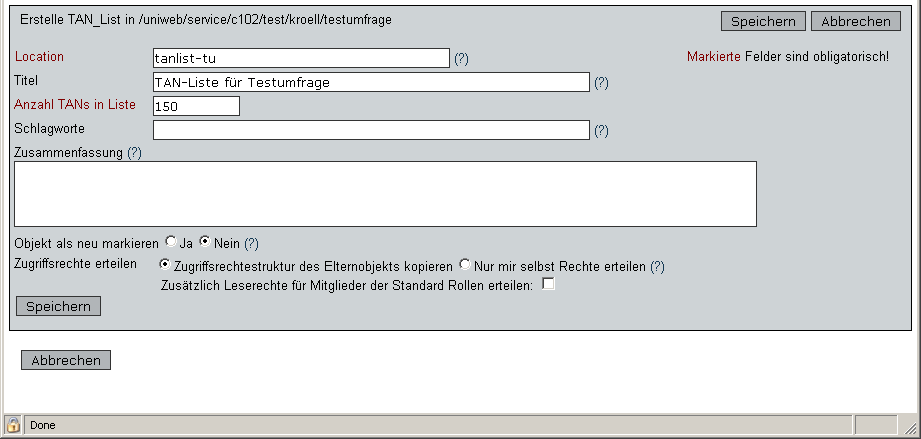 Erstelle TAN_List in /uniweb/service/c102/test/kroell/testumfrage Speichern Abbrechen
Location tanlist-tu (?) Markierte Felder sind obligatorisch!
Titel TAN-Liste für Testumfrage (?)
Anzahl TANs in Liste 150
Schlagworte (?)
Zusammenfassung (?)
Objekt als neu markieren Ja Nein (?)
Zugriffsrechte erteilen Zugriffsrechtestruktur des Elternobjekts kopieren Nur mir selbst Rechte erteilen (?)
Zusätzlich Leserechte für Mitglieder der Standard Rollen erteilen:
Speichern
Abbrechen
Done